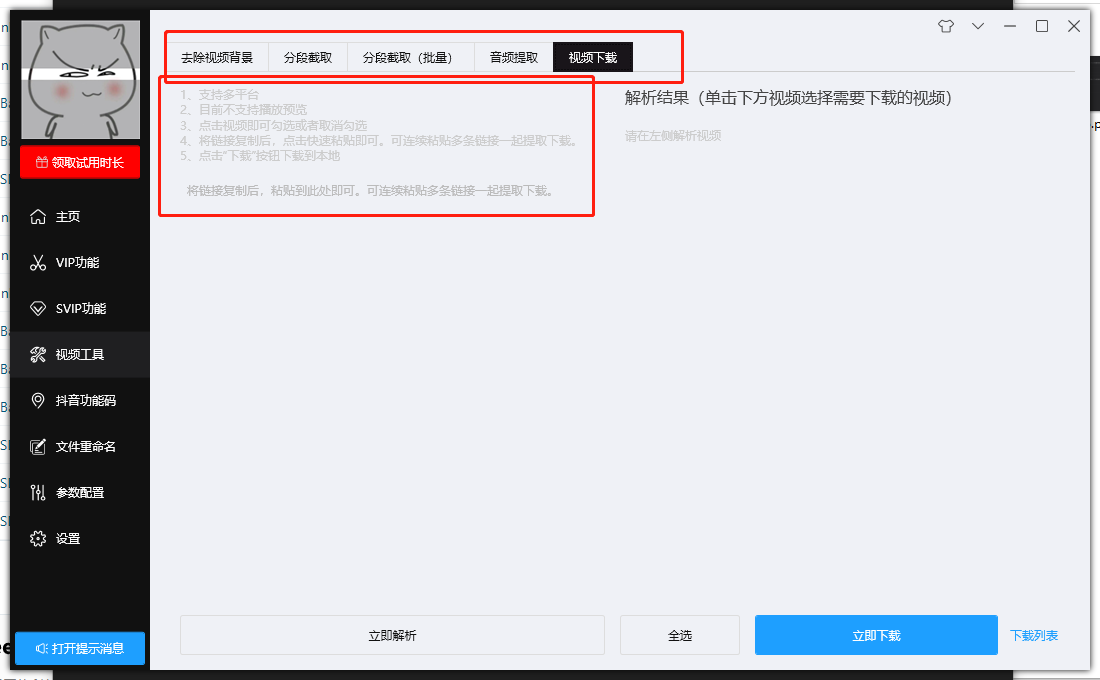 去除视频背景
分段截取
分段截取（批量）
音频提取
视频下载
1、支持多平台
2、目前不支持播放预览
3、点击视频即可勾选或者取消勾选
4、将链接复制后，点击快速粘贴即可。可连续粘贴多条链接一起提取下载。
5、点击“下载”按钮下载到本地
将链接复制后，粘贴到此处即可。可连续粘贴多条链接一起提取下载。
解析结果（单击下方视频选择需要下载的视频）
请在左侧解析视频
领取试用时长
主页
VIP功能
SVIP功能
视频工具
抖音功能码
文件重命名
参数配置
设置
打开提示消息
立即解析
全选
立即下载
下载列表